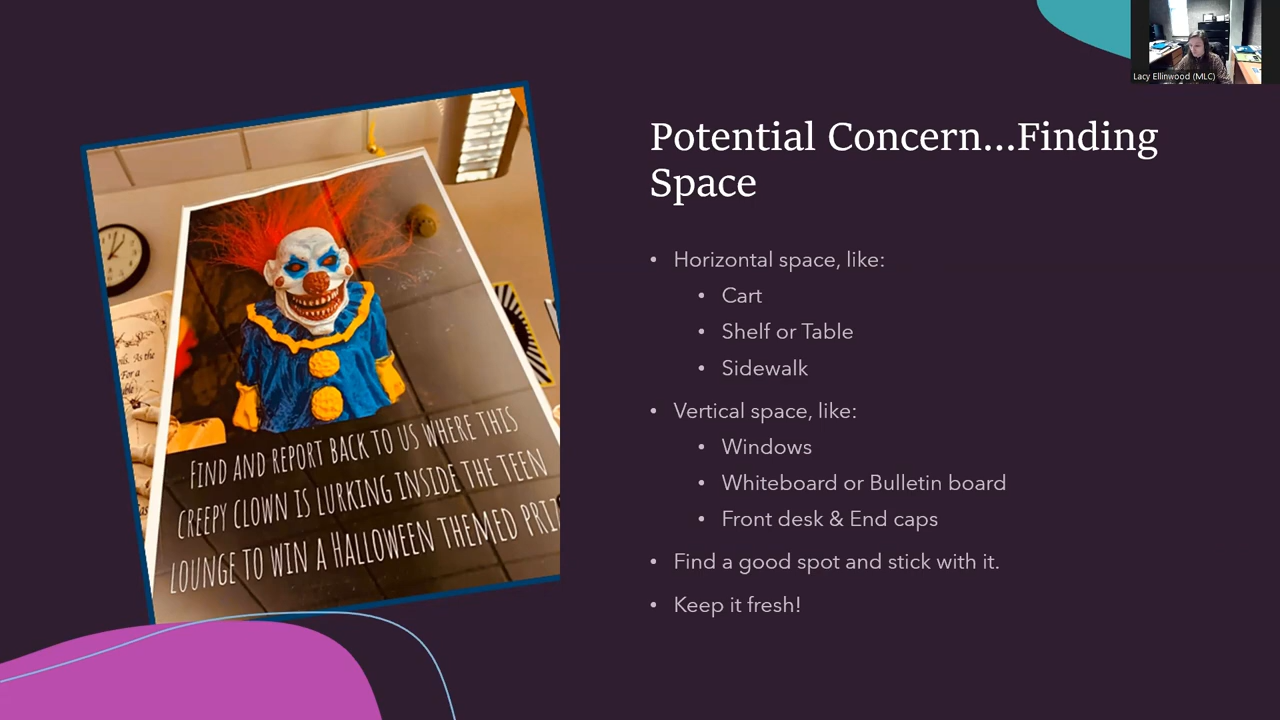 Lacy Ellinwood (MLC)
Potential Concern...Finding
Space
• Horizontal space, like:
• Cart
• Shelf or Table
• Sidewalk
• Vertical space, like:
• Windows
• Whiteboard or Bulletin board
• Front desk & End caps
• Find a good spot and stick with it.
• Keep it fresh!
FIND AND REPORT BACK TO US WHERE THIS
CREEPY CLOWN IS LURKING INSIDE THE TEEN
LOUNGE TO WIN A HALLOWEEN THEMED
As the
For a